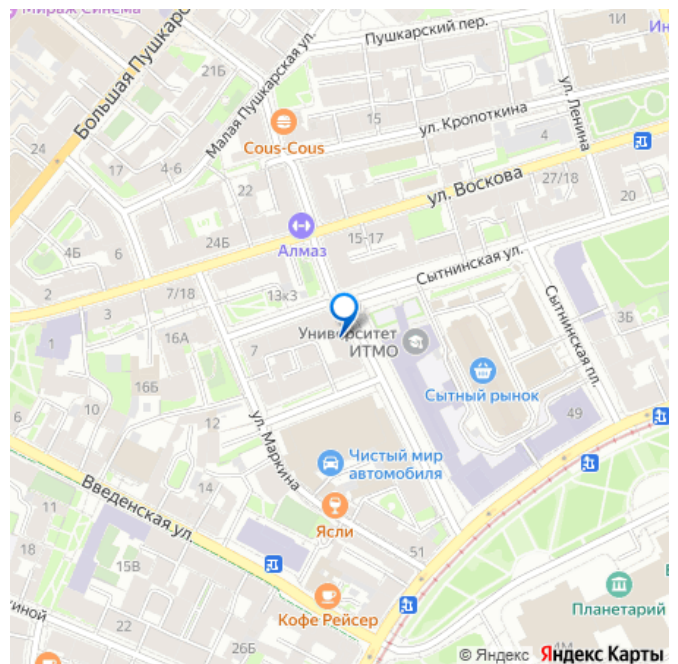 Мираж Синема
Большая Пушкарс
21Б
Малая Пушкарская ул.
Пушкарский пер.
1И
Ин
ул. Ленина
15
ул. Кропоткина
4
Cous-Cous
24
17
4-6
22
ул. Воскова
27/18
20
4Б
6
24Б
Алмаз
15-17
Сытнинская ул.
2
3
7/18
13к3
Сытнинская пл.
3Б
1
16А
7
Университет
ИТМО
16Б
Сытный рынок
6
10
12
ул. Маркина
49
Чистый мир
автомобиля
Введенская ул.
14
11
Ясли
18
15В
51
Планетарий
Кофе Рейсер
киной
22
26Б
4М
© Яндекс Яндекс Карты